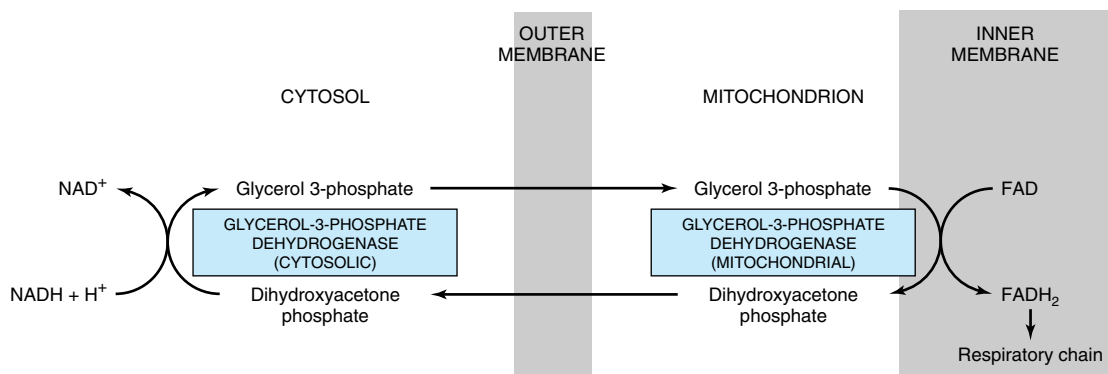 OUTER
MEMBRANE
INNER
MEMBRANE
CYTOSOL
MITOCHONDRION
NAD+
Glycerol 3-phosphate
Glycerol 3-phosphate
FAD
GLYCEROL-3-PHOSPHATE
DEHYDROGENASE
(CYTOSOLIC)
GLYCEROL-3-PHOSPHATE
DEHYDROGENASE
(MITOCHONDRIAL)
NADH + H+
Dihydroxyacetone
phosphate
Dihydroxyacetone
phosphate
FADH2
Respiratory chain